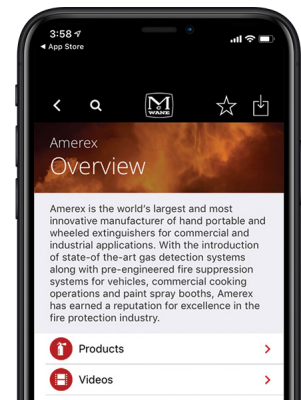 3:58
App Store
M
WANE
Amerex
Overview
Amerex is the world's largest and most
innovative manufacturer of hand portable and
wheeled extinguishers for commercial and
industrial applications. With the introduction
of state-of the-art gas detection systems
along with pre-engineered fire suppression
systems for vehicles, commercial cooking
operations and paint spray booths, Amerex
has earned a reputation for excellence in the
fire protection industry.
Products
Videos